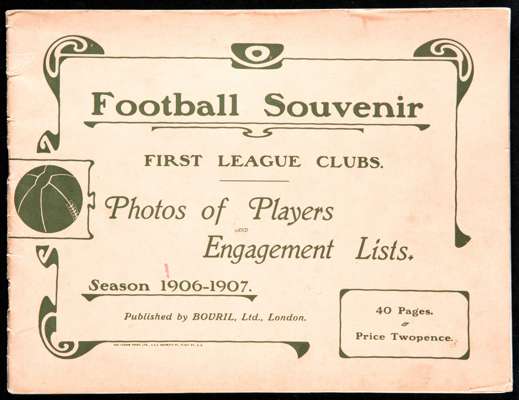 Football Souvenir
FIRST LEAGUE CLUBS.
Photos of Players
AND
Engagement Lists.
Season 1906-1907.
Published by BOVRIL, Ltd., London.
40 Pages.
Price Twopence.